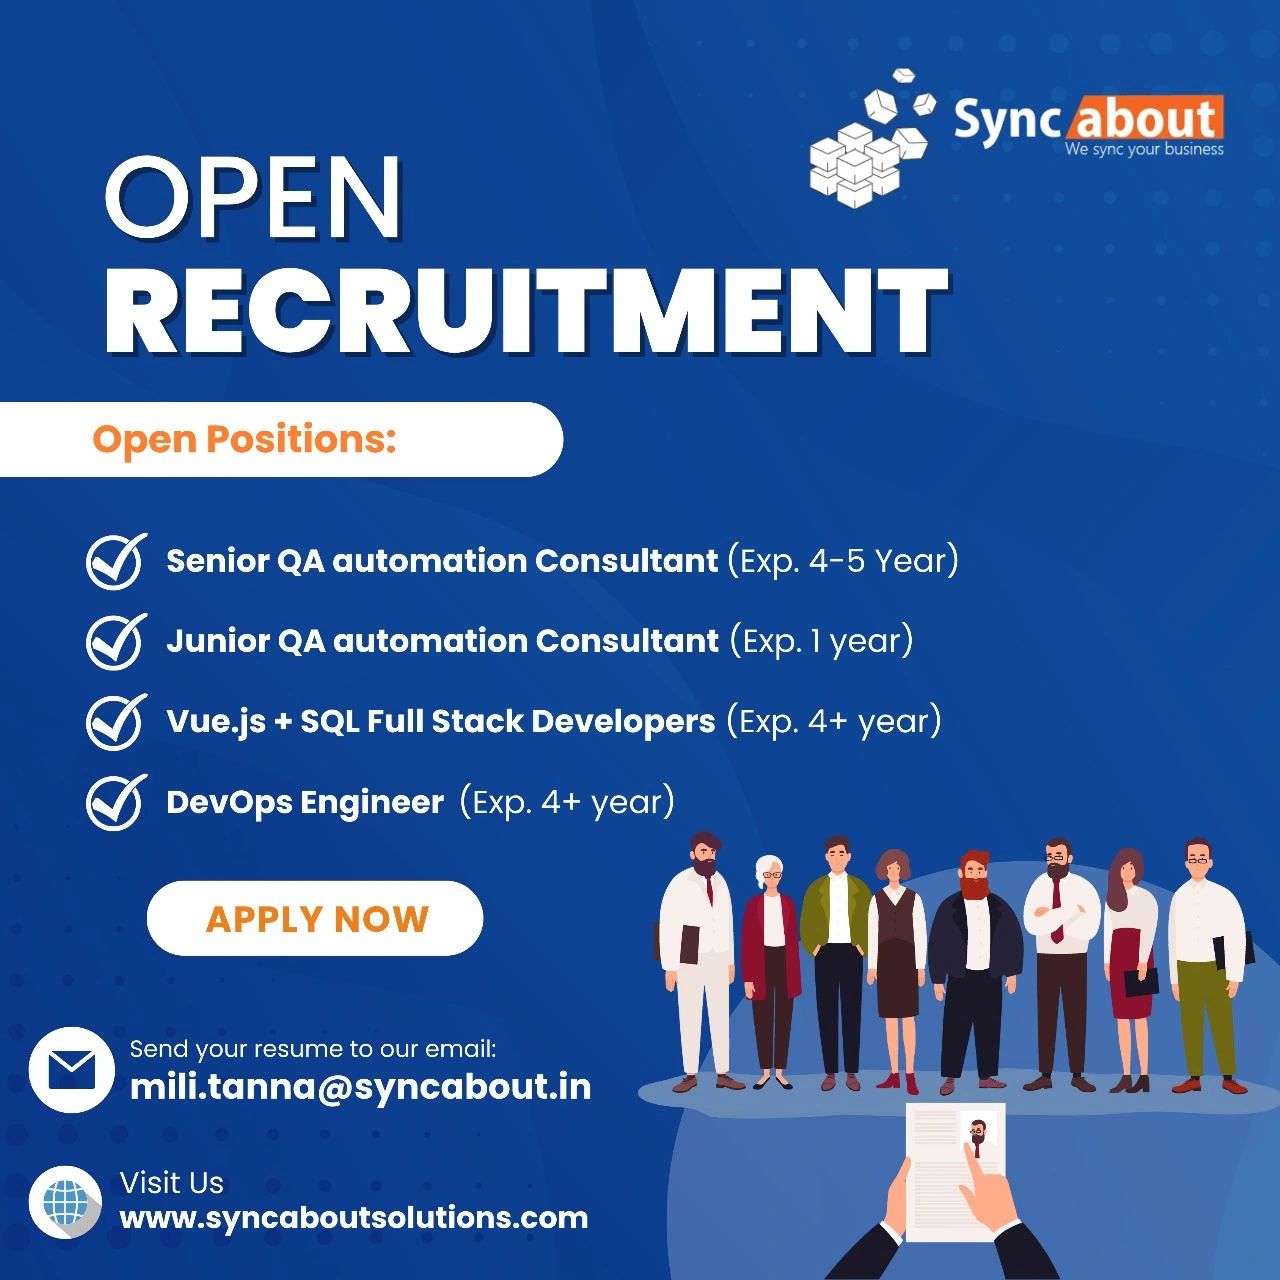 Sync about
We sync your business
OPEN
RECRUITMENT
Open Positions:
Senior QA automation Consultant (Exp. 4-5 Year)
Junior QA automation Consultant (Exp. 1 year)
Vue.js + SQL Full Stack Developers (Exp. 4+ year)
DevOps Engineer (Exp. 4+ year)
APPLY NOW
Send your resume to our email:
mili.tanna@syncabout.in
Visit Us
www.syncaboutsolutions.com